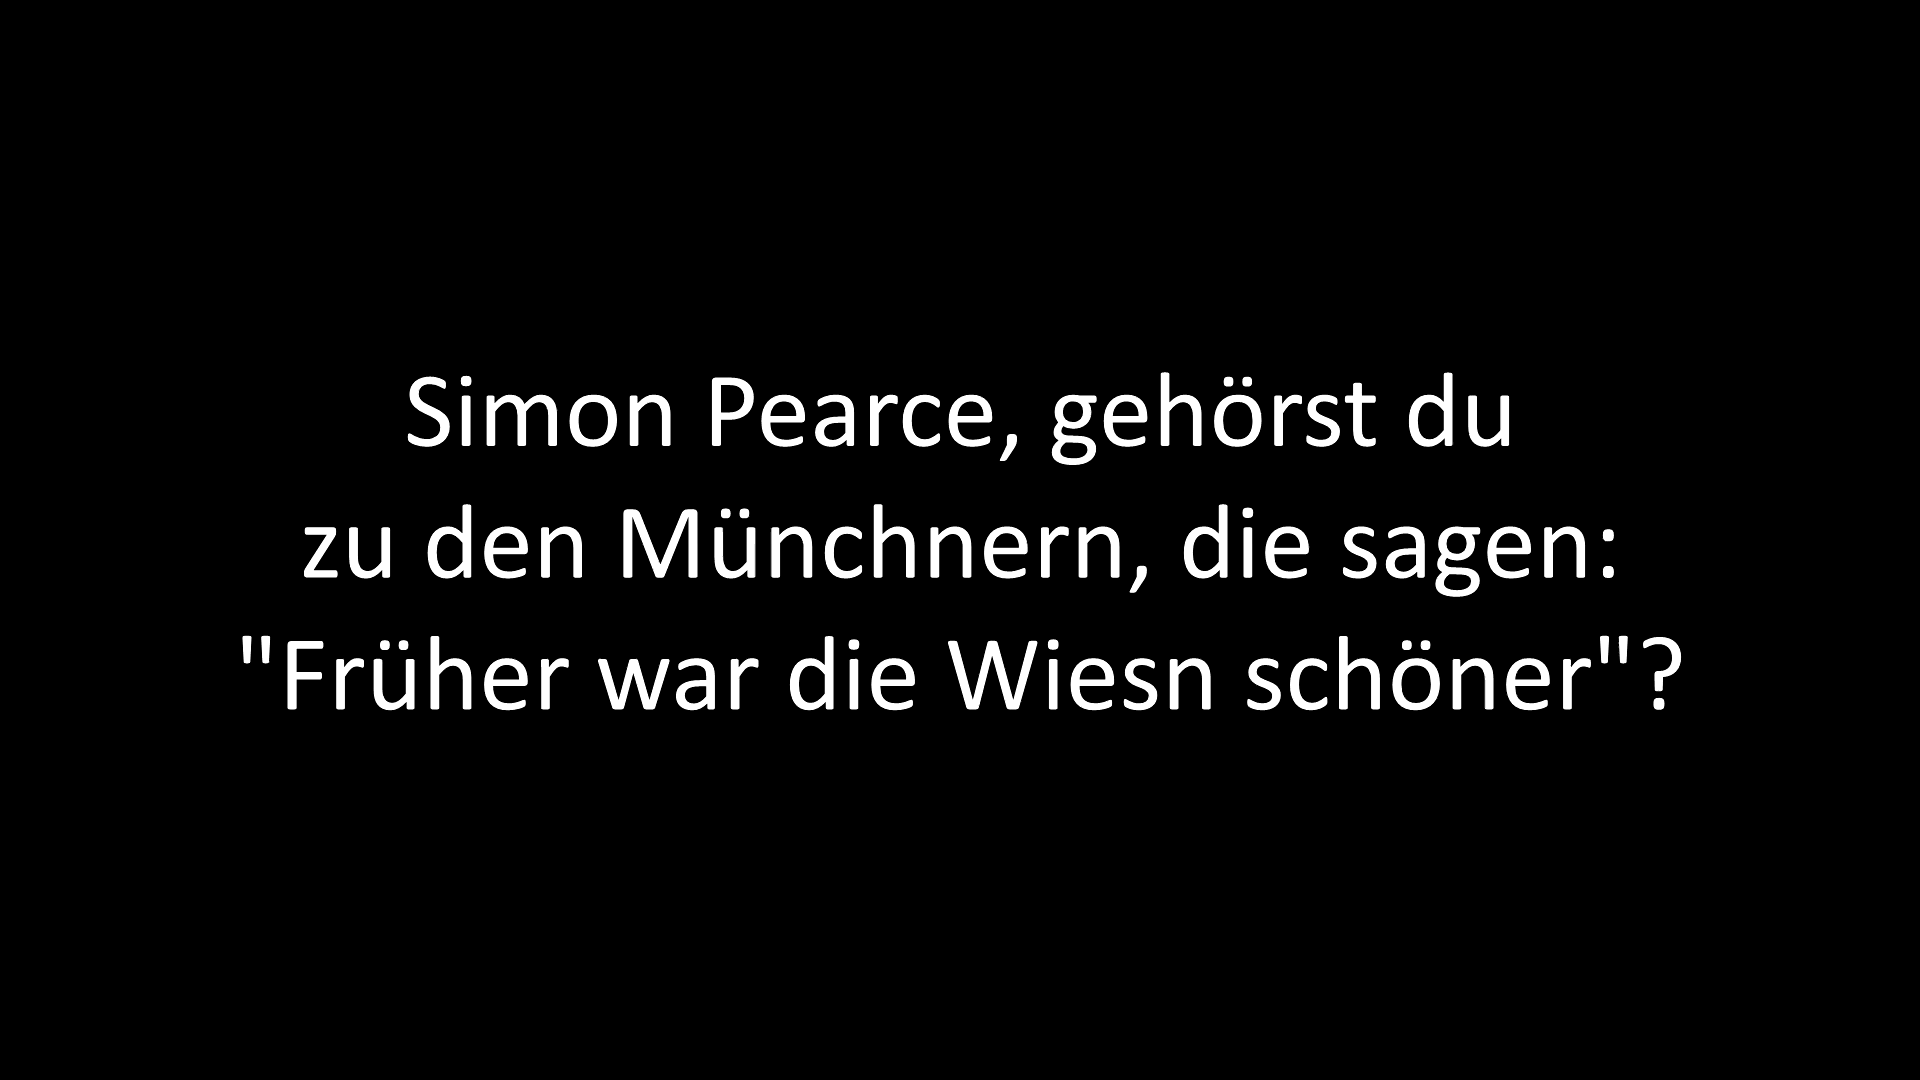 Simon Pearce, gehörst du
zu den Münchnern, die sagen:
"Früher war die Wiesn schöner"?